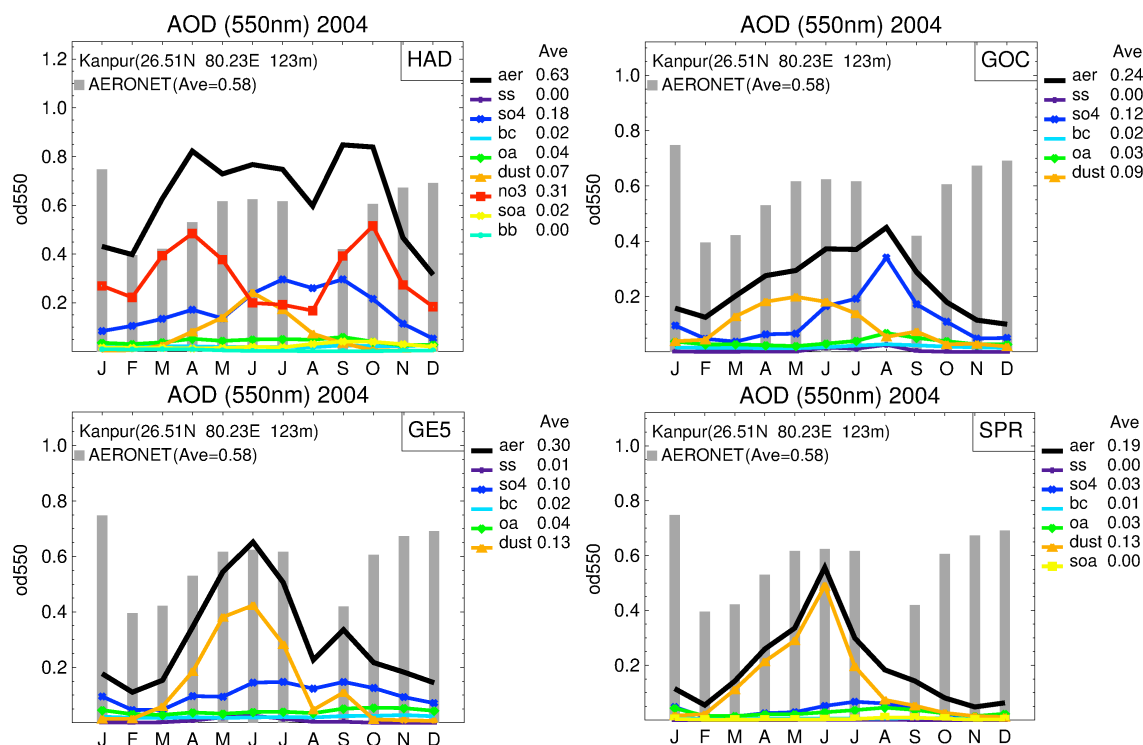 AOD (550nm) 2004
Kanpur(26.51N 80.23E 123m)
HAD
AERONET(Ave=0.58)
Ave
aer 0.63
ss 0.00
so4 0.18
bc 0.02
oa 0.04
dust 0.07
no3 0.31
soa 0.02
bb 0.00
od550
1.2
1.0
0.8
0.6
0.4
0.2
J F M A M J J A S O N D
AOD (550nm) 2004
Kanpur(26.51N 80.23E 123m)
GOC
AERONET(Ave=0.58)
Ave
aer 0.24
ss 0.00
so4 0.12
bc 0.02
oa 0.03
dust 0.09
od550
1.0
0.8
0.6
0.4
0.2
J F M A M J J A S O N D
AOD (550nm) 2004
Kanpur(26.51N 80.23E 123m)
GE5
AERONET(Ave=0.58)
Ave
aer 0.30
ss 0.01
so4 0.10
bc 0.02
oa 0.04
dust 0.13
od550
1.0
0.8
0.6
0.4
0.2
J F M A M J J A S O N D
AOD (550nm) 2004
Kanpur(26.51N 80.23E 123m)
SPR
AERONET(Ave=0.58)
Ave
aer 0.19
ss 0.00
so4 0.03
bc 0.01
oa 0.03
dust 0.13
soa 0.00
od550
1.0
0.8
0.6
0.4
0.2
J F M A M J J A S O N D